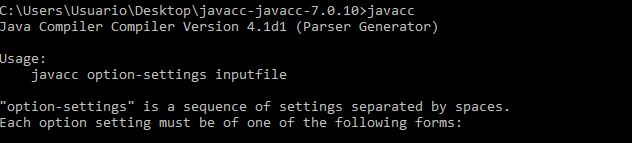 C:\Users\Usuario\Desktop\javacc-javacc-7.0.10>javacc
Java Compiler Compiler Version 4.1d1 (Parser Generator)
Usage:
    javacc option-settings inputfile
"option-settings" is a sequence of settings separated by spaces.
Each option setting must be of one of the following forms: